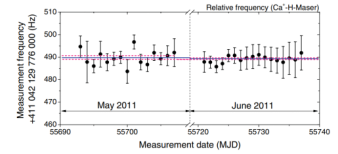 Relative frequency (Ca⁺-H-Maser)
Measurement frequency
+411 042 129 776 000 (Hz)
510
500
490
480
470
460
May 2011
June 2011
55690
55700
55720
55730
55740
Measurement date (MJD)